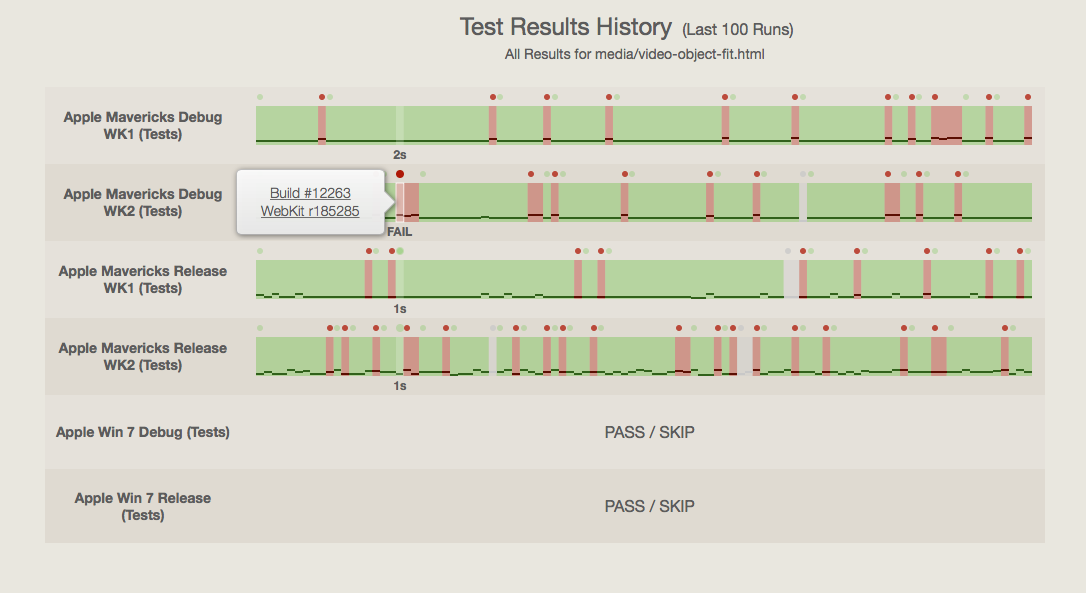 Test Results History (Last 100 Runs)
All Results for media/video-object-fit.html
Apple Mavericks Debug
WK1 (Tests)
2s
Apple Mavericks Debug
WK2 (Tests)
Build #12263
WebKit r185285
FAIL
Apple Mavericks Release
WK1 (Tests)
1s
Apple Mavericks Release
WK2 (Tests)
1s
Apple Win 7 Debug (Tests)
PASS / SKIP
Apple Win 7 Release
(Tests)
PASS / SKIP